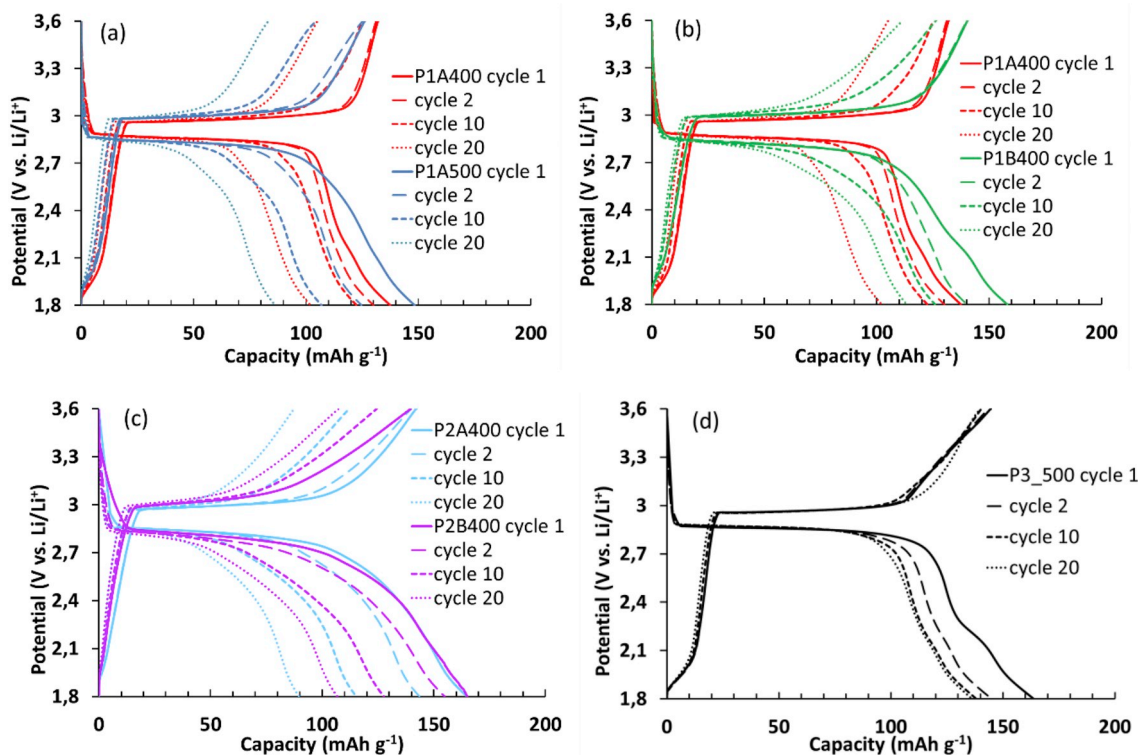 (a)
3,6
3,3
3
2,7
2,4
2,1
1,8
Potential (V vs. Li/Li⁺)
P1A400 cycle 1
cycle 2
cycle 10
cycle 20
P1A500 cycle 1
cycle 2
cycle 10
cycle 20
0 50 100 150 200
Capacity (mAh g⁻¹)
(b)
3,6
3,3
3
2,7
2,4
2,1
1,8
Potential (V vs. Li/Li⁺)
P1A400 cycle 1
cycle 2
cycle 10
cycle 20
P1B400 cycle 1
cycle 2
cycle 10
cycle 20
0 50 100 150 200
Capacity (mAh g⁻¹)
(c)
3,6
3,3
3
2,7
2,4
2,1
1,8
Potential (V vs. Li/Li⁺)
P2A400 cycle 1
cycle 2
cycle 10
cycle 20
P2B400 cycle 1
cycle 2
cycle 10
cycle 20
0 50 100 150 200
Capacity (mAh g⁻¹)
(d)
3,6
3,3
3
2,7
2,4
2,1
1,8
Potential (V vs. Li/Li⁺)
P3_500 cycle 1
cycle 2
cycle 10
cycle 20
0 50 100 150 200
Capacity (mAh g⁻¹)